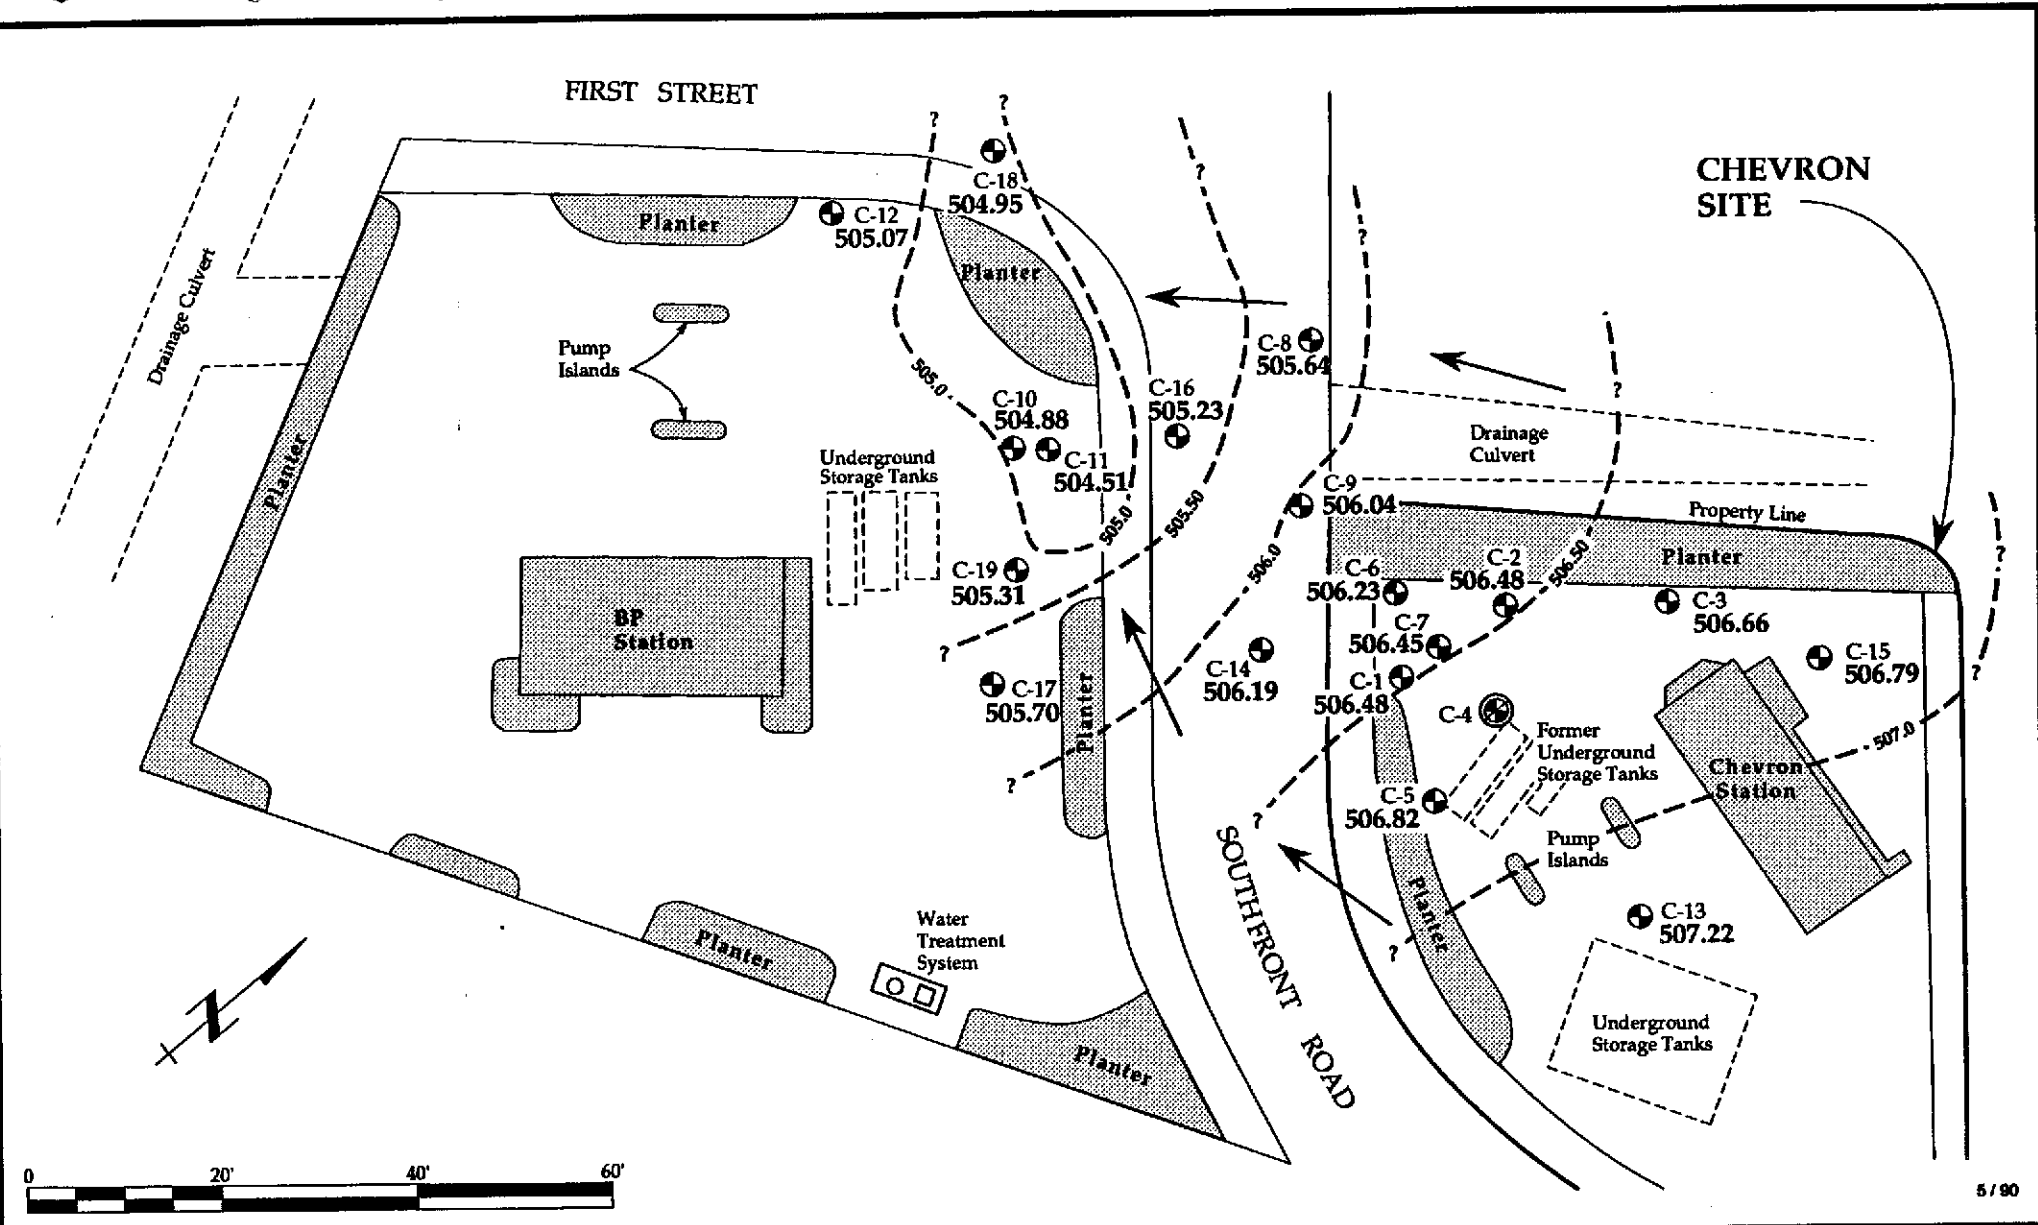 FIRST STREET
CHEVRON
SITE
?
?
?
?
?
?
?
?
?
?
?
?
C-18
504.95
C-12
505.07
Planter
Planter
Drainage Culvert
Pump
Islands
505.0
C-8
505.64
C-10
504.88
C-16
505.23
C-11
504.51
Underground
Storage Tanks
Planter
Drainage
Culvert
C-9
506.04
Property Line
505.0
505.50
506.0
506.50
Planter
C-19
505.31
C-6
506.23
C-2
506.48
C-3
506.66
C-7
506.45
C-15
506.79
BP
Station
C-17
505.70
Planter
C-14
506.19
C-1
506.48
C-4
Former
Underground
Storage Tanks
507.0
Chevron
Station
C-5
506.82
Pump
Islands
SOUTHFRONT ROAD
Planter
C-13
507.22
Water
Treatment
System
Planter
Planter
Underground
Storage Tanks
N
0 20' 40' 60'
5/90